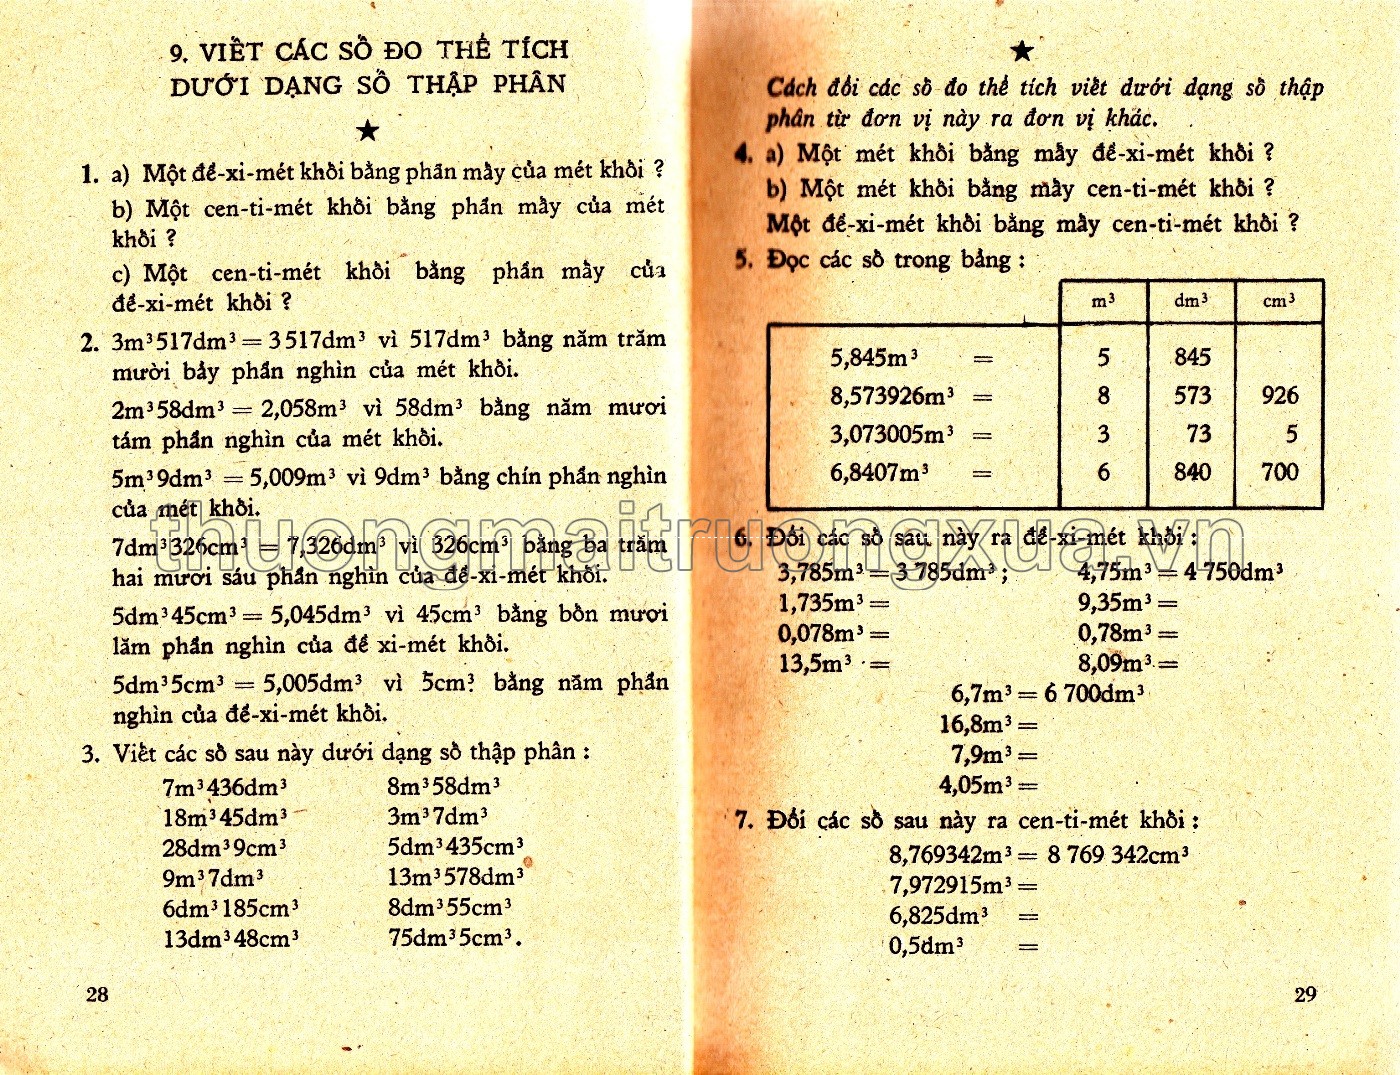 9. VIẾT CÁC SỐ ĐO THỂ TÍCH
DƯỚI DẠNG SỐ THẬP PHÂN
★
1. a) Một đề-xi-mét khối bằng phần mấy của mét khối ?
b) Một cen-ti-mét khối bằng phần mấy của mét
khối ?
c) Một cen-ti-mét khối bằng phần mấy của
đề-xi-mét khối ?
2. 3m³517dm³ = 3517dm³ vì 517dm³ bằng năm trăm
mười bảy phần nghìn của mét khối.
2m³58dm³ = 2,058m³ vì 58dm³ bằng năm mươi
tám phần nghìn của mét khối.
5m³9dm³ = 5,009m³ vì 9dm³ bằng chín phần nghìn
của mét khối.
7dm³326cm³ = 7,326dm³ vì 326cm³ bằng ba trăm
hai mươi sáu phần nghìn của đề-xi-mét khối.
5dm³45cm³ = 5,045dm³ vì 45cm³ bằng bốn mươi
lăm phần nghìn của đề xi-mét khối.
5dm³5cm³ = 5,005dm³ vì 5cm³ bằng năm phần
nghìn của đề-xi-mét khối.
3. Viết các số sau này dưới dạng số thập phân :
7m³436dm³ 8m³58dm³
18m³45dm³ 3m³7dm³
28dm³9cm³ 5dm³435cm³
9m³7dm³ 13m³578dm³
6dm³185cm³ 8dm³55cm³
13dm³48cm³ 75dm³5cm³.
28
★
Cách đổi các số đo thể tích viết dưới dạng số thập
phân từ đơn vị này ra đơn vị khác.
4. a) Một mét khối bằng mấy đề-xi-mét khối ?
b) Một mét khối bằng mấy cen-ti-mét khối ?
Một đề-xi-mét khối bằng mấy cen-ti-mét khối ?
5. Đọc các số trong bảng :
m³ dm³ cm³
5,845m³ = 5 845
8,573926m³ = 8 573 926
3,073005m³ = 3 73 5
6,8407m³ = 6 840 700
6. Đổi các số sau này ra đề-xi-mét khối :
3,785m³ = 3 785dm³ ; 4,75m³ = 4 750dm³
1,735m³ = 9,35m³ =
0,078m³ = 0,78m³ =
13,5m³ = 8,09m³ =
6,7m³ = 6 700dm³
16,8m³ =
7,9m³ =
4,05m³ =
7. Đổi các số sau này ra cen-ti-mét khối :
8,769342m³ = 8 769 342cm³
7,972915m³ =
6,825dm³ =
0,5dm³ =
29
thuongmaitruongxua.vn